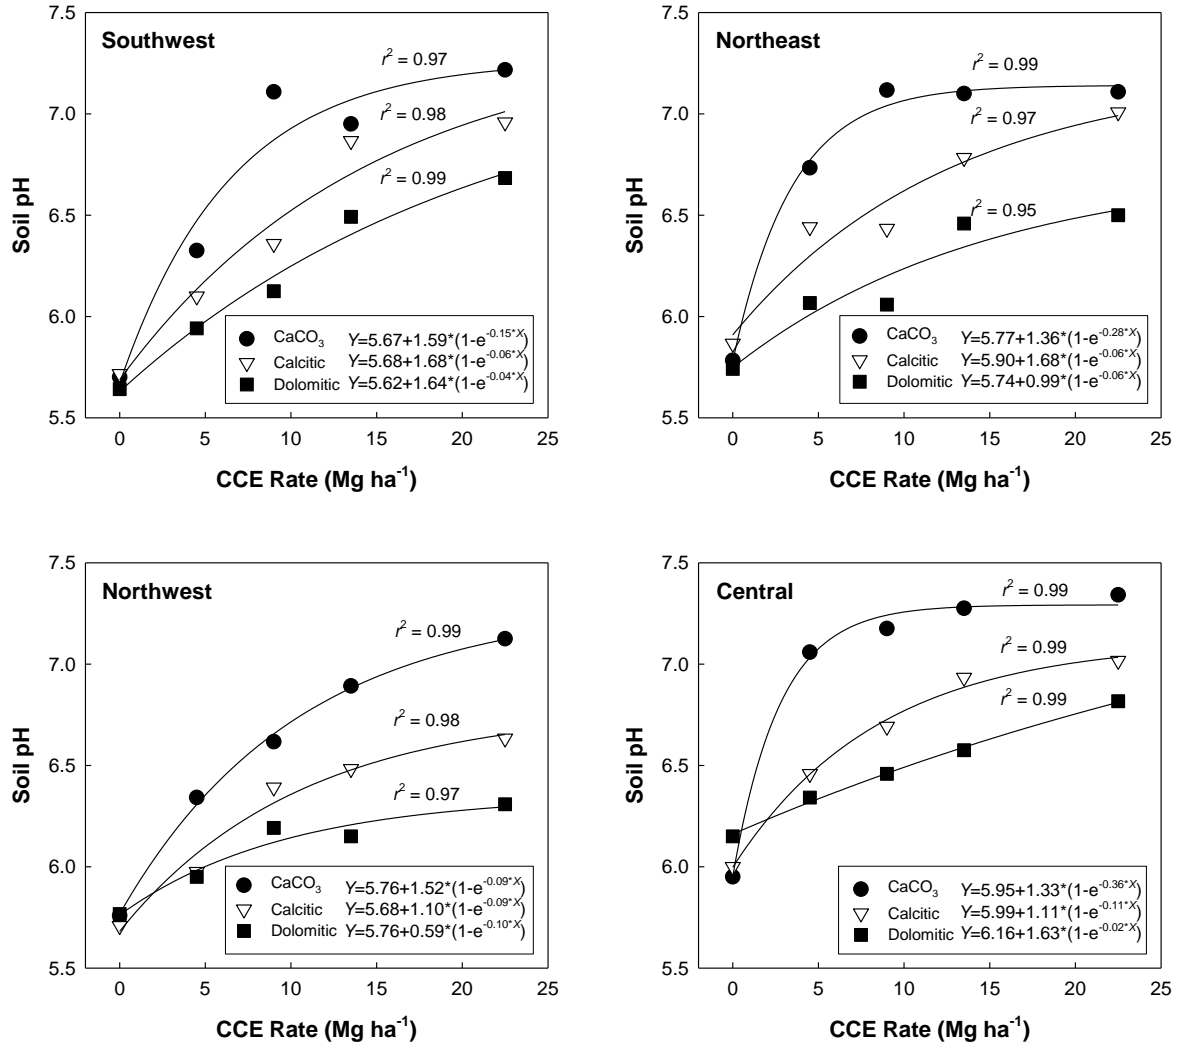 Southwest
7.5
7.0
6.5
6.0
5.5
Soil pH
r² = 0.97
r² = 0.98
r² = 0.99
CaCO₃ Y=5.67+1.59*(1-e⁻⁰·¹⁵*ˣ)
Calcitic Y=5.68+1.68*(1-e⁻⁰·⁰⁶*ˣ)
Dolomitic Y=5.62+1.64*(1-e⁻⁰·⁰⁴*ˣ)
0 5 10 15 20 25
CCE Rate (Mg ha⁻¹)
Northeast
7.5
7.0
6.5
6.0
5.5
Soil pH
r² = 0.99
r² = 0.97
r² = 0.95
CaCO₃ Y=5.77+1.36*(1-e⁻⁰·²⁸*ˣ)
Calcitic Y=5.90+1.68*(1-e⁻⁰·⁰⁶*ˣ)
Dolomitic Y=5.74+0.99*(1-e⁻⁰·⁰⁶*ˣ)
0 5 10 15 20 25
CCE Rate (Mg ha⁻¹)
Northwest
7.5
7.0
6.5
6.0
5.5
Soil pH
r² = 0.99
r² = 0.98
r² = 0.97
CaCO₃ Y=5.76+1.52*(1-e⁻⁰·⁰⁹*ˣ)
Calcitic Y=5.68+1.10*(1-e⁻⁰·⁰⁹*ˣ)
Dolomitic Y=5.76+0.59*(1-e⁻⁰·¹⁰*ˣ)
0 5 10 15 20 25
CCE Rate (Mg ha⁻¹)
Central
7.5
7.0
6.5
6.0
5.5
Soil pH
r² = 0.99
r² = 0.99
r² = 0.99
CaCO₃ Y=5.95+1.33*(1-e⁻⁰·³⁶*ˣ)
Calcitic Y=5.99+1.11*(1-e⁻⁰·¹¹*ˣ)
Dolomitic Y=6.16+1.63*(1-e⁻⁰·⁰²*ˣ)
0 5 10 15 20 25
CCE Rate (Mg ha⁻¹)